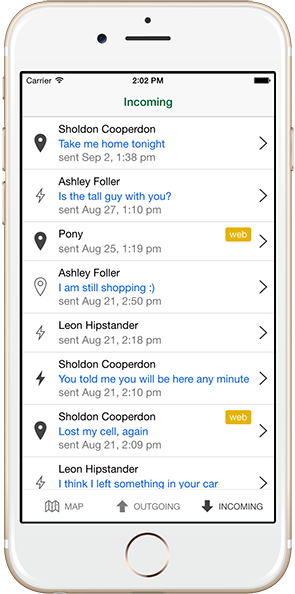 Carrier 2:02 PM
Incoming
Sholdon Cooperdon
Take me home tonight
sent Sep 2, 1:38 pm
Ashley Foller
Is the tall guy with you?
sent Aug 27, 1:10 pm
Pony web
sent Aug 25, 1:19 pm
Ashley Foller
I am still shopping :)
sent Aug 21, 2:50 pm
Leon Hipstander
sent Aug 21, 2:18 pm
Sholdon Cooperdon
You told me you will be here any minute
sent Aug 21, 2:10 pm
Sholdon Cooperdon web
Lost my cell, again
sent Aug 21, 2:09 pm
Leon Hipstander
I think I left something in your car
MAP OUTGOING INCOMING